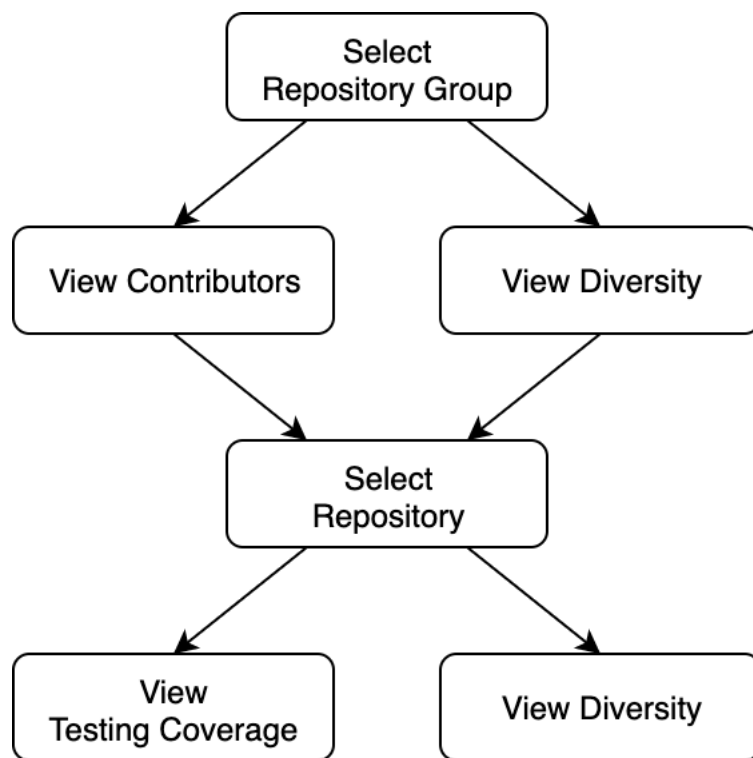 Select
Repository Group
View Contributors
View Diversity
Select
Repository
View
Testing Coverage
View Diversity